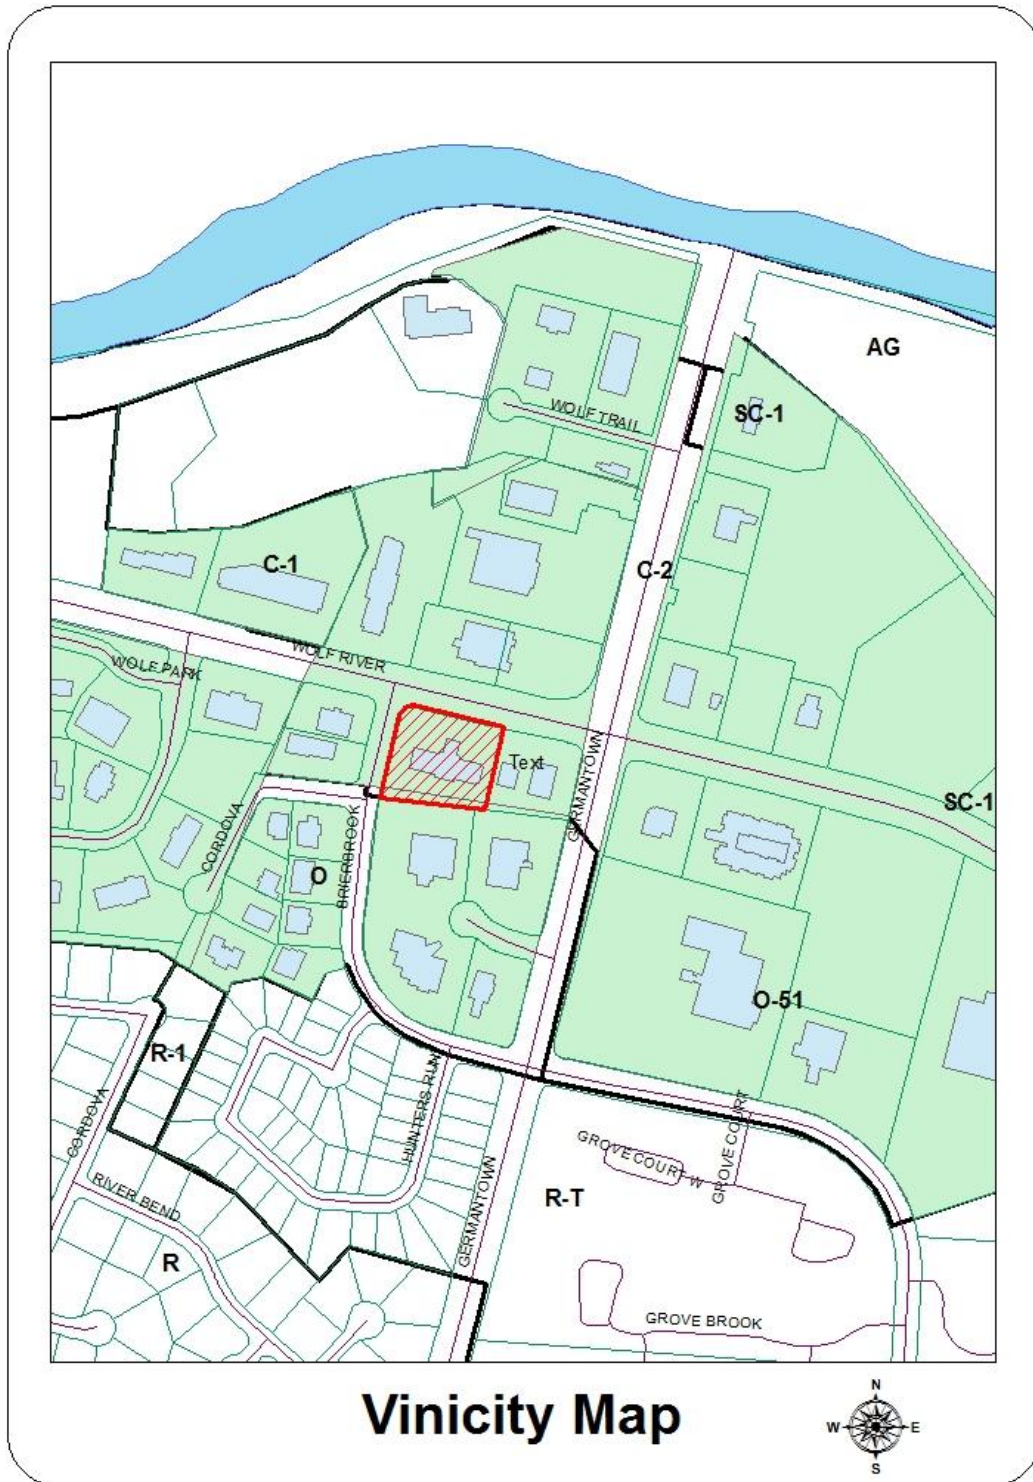 AG
SC-1
WOLF TRAIL
C-1
C-2
WOLF RIVER
WOLF PARK
Text
SC-1
GERMANTOWN
CORDOVA
BRIERBROOK
O
O-51
R-1
CORDOVA
HUNTERS RUN
GROVE COURT W
GROVE COURT
RIVER BEND
GERMANTOWN
R-T
R
GROVE BROOK
Vinicity Map
N
W
E
S